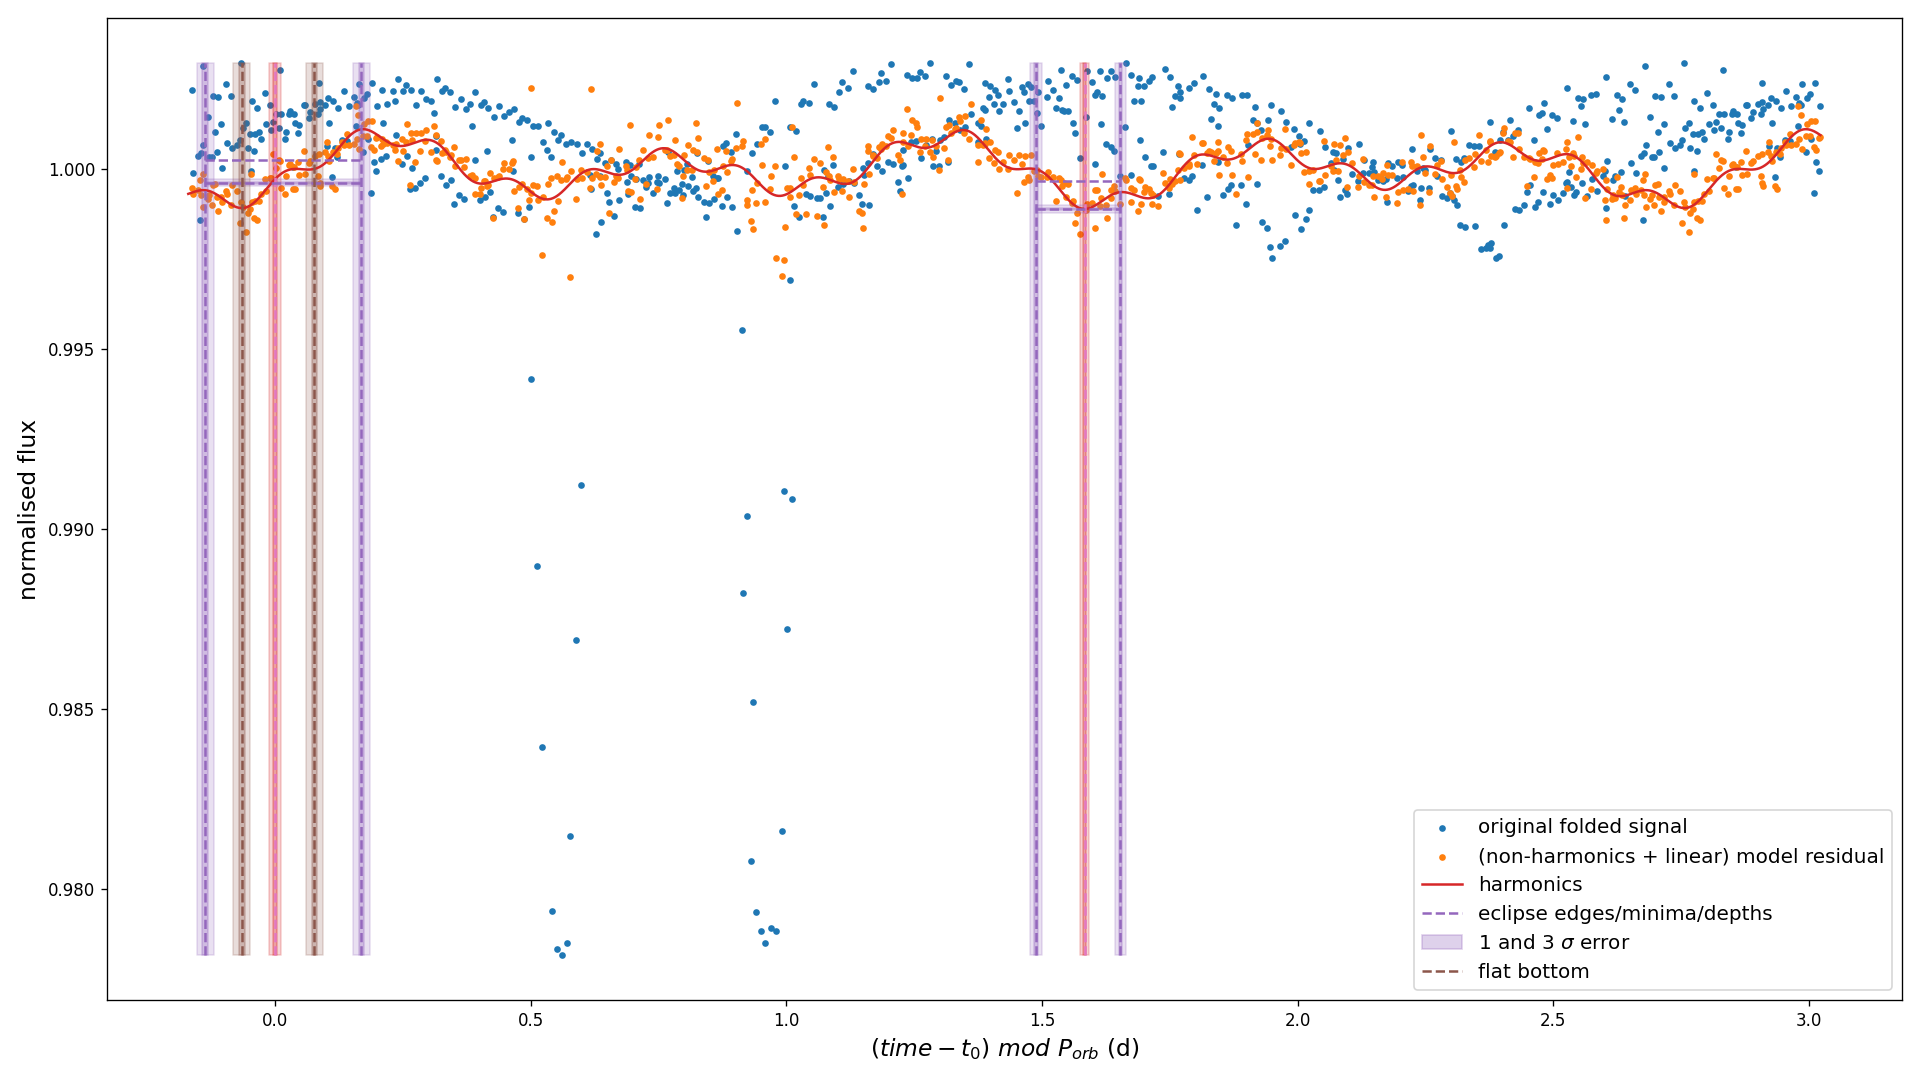 normalised flux
1.000
0.995
0.990
0.985
0.980
0.0 0.5 1.0 1.5 2.0 2.5 3.0
(time − t₀) mod P_orb (d)
original folded signal
(non-harmonics + linear) model residual
harmonics
eclipse edges/minima/depths
1 and 3 σ error
flat bottom